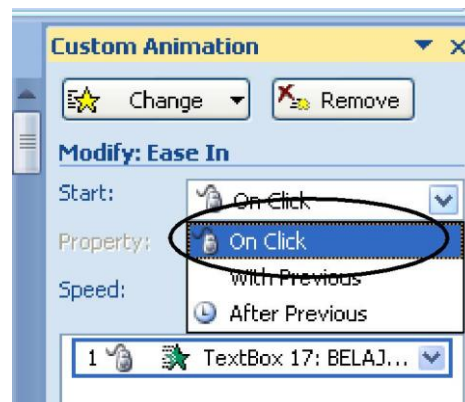 Custom Animation
Change
Remove
Modify: Ease In
Start:
On Click
Property:
On Click
With Previous
Speed:
After Previous
1 TextBox 17: BELAJ...